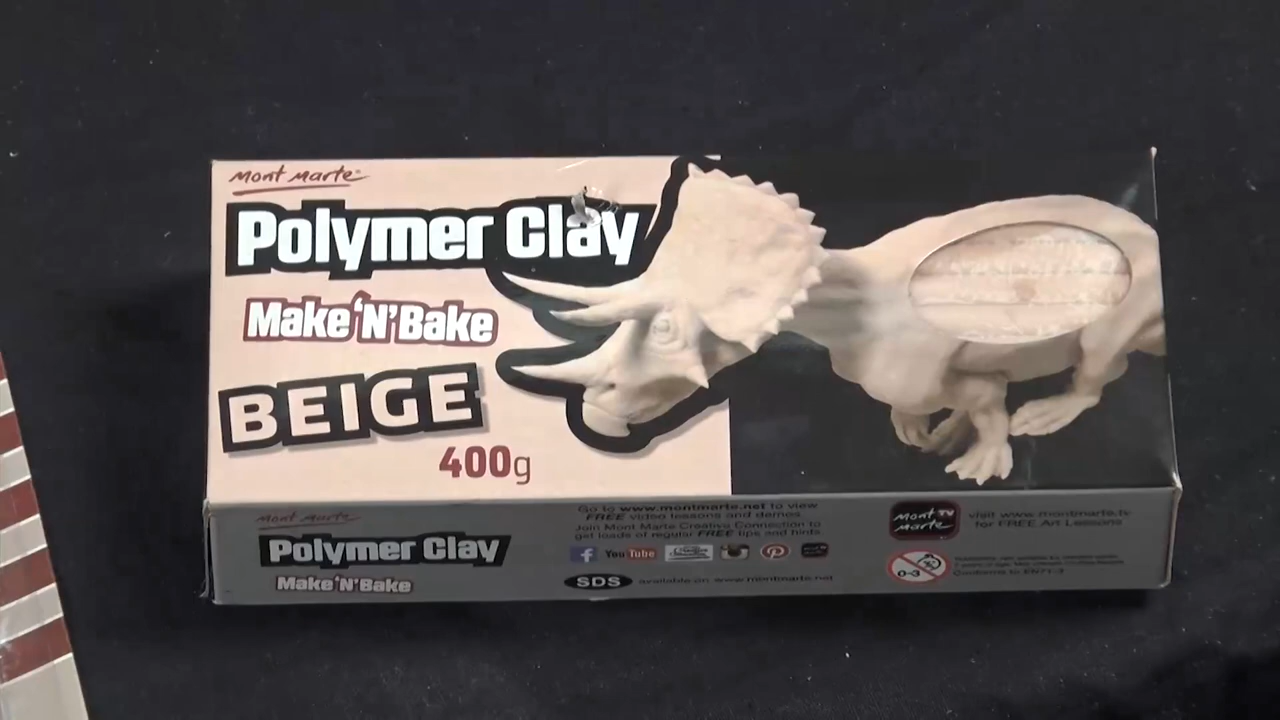 Mont Marte
Polymer Clay
Make 'N' Bake
BEIGE
400g
Mont Marte
Polymer Clay
Make 'N' Bake
Go to www.montmarte.net to view
FREE video lessons and demos.
Join Mont Marte Creative Connection to
get loads of regular FREE tips and hints.
YouTube
SDS available on www.montmarte.net
Mont Marte TV
visit www.montmarte.tv
for FREE Art Lessons
0-3
Conforms to EN71-3